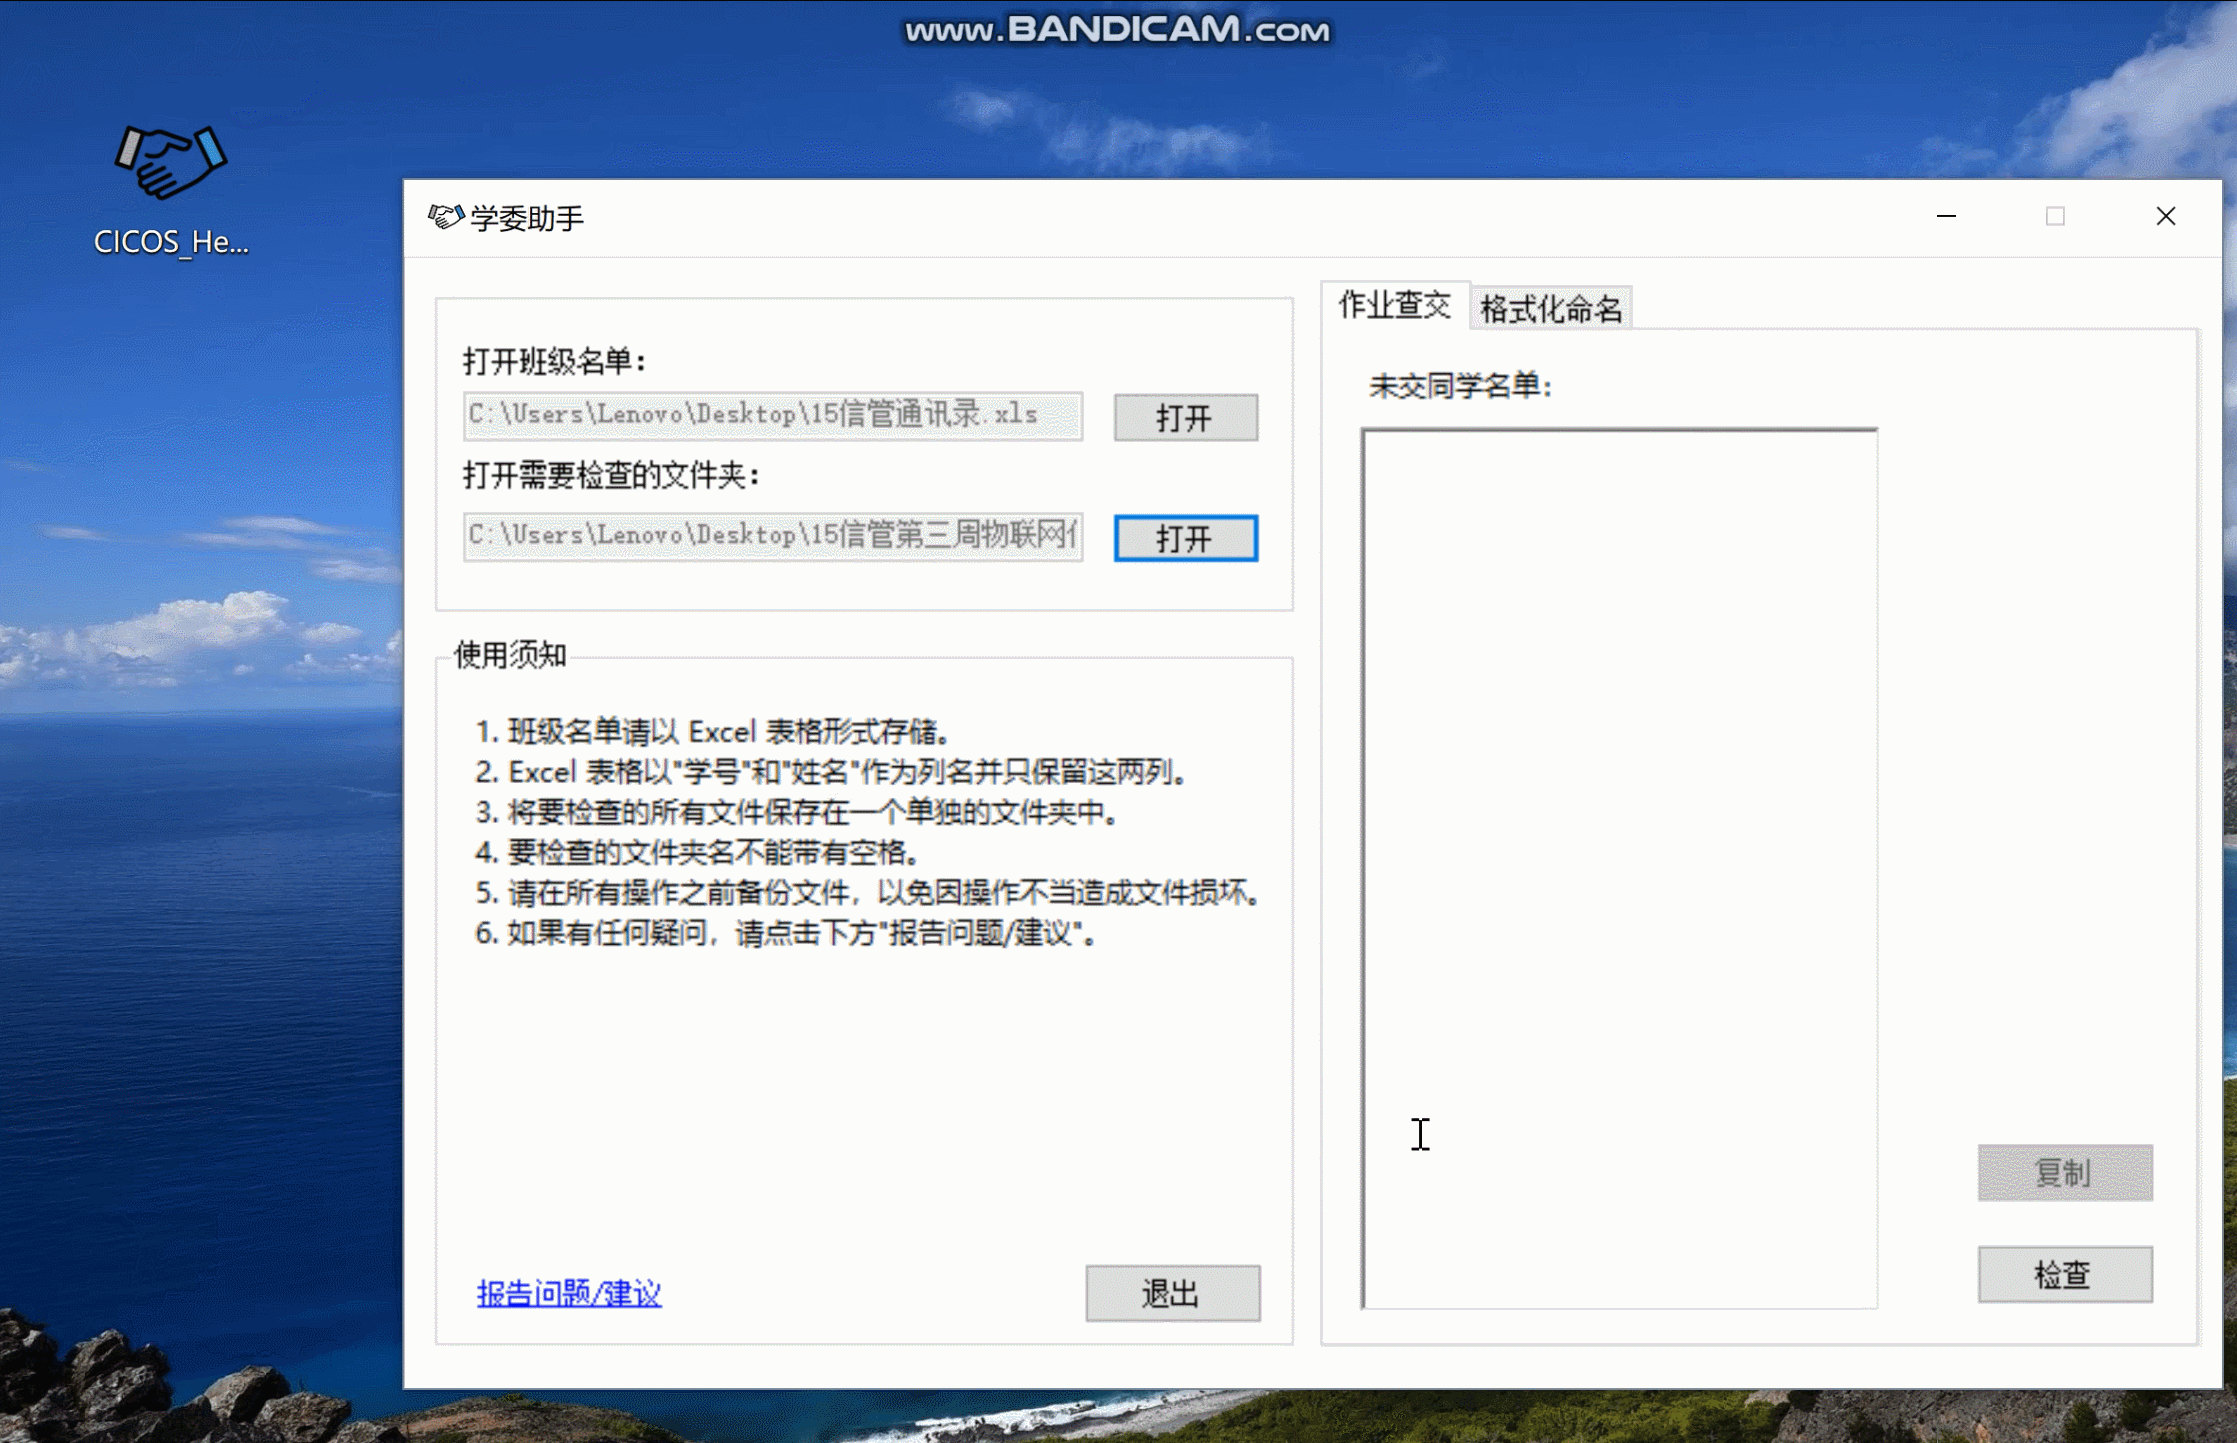 www.BANDICAM.com
CICOS_He...
学委助手
打开班级名单：
C:\Users\Lenovo\Desktop\15信管通讯录.xls
打开
打开需要检查的文件夹：
C:\Users\Lenovo\Desktop\15信管第三周物联网
打开
使用须知
1. 班级名单请以 Excel 表格形式存储。
2. Excel 表格以"学号"和"姓名"作为列名并只保留这两列。
3. 将要检查的所有文件保存在一个单独的文件夹中。
4. 要检查的文件夹名不能带有空格。
5. 请在所有操作之前备份文件，以免因操作不当造成文件损坏。
6. 如果有任何疑问，请点击下方"报告问题/建议"。
报告问题/建议
退出
作业查交
格式化命名
未交同学名单：
复制
检查